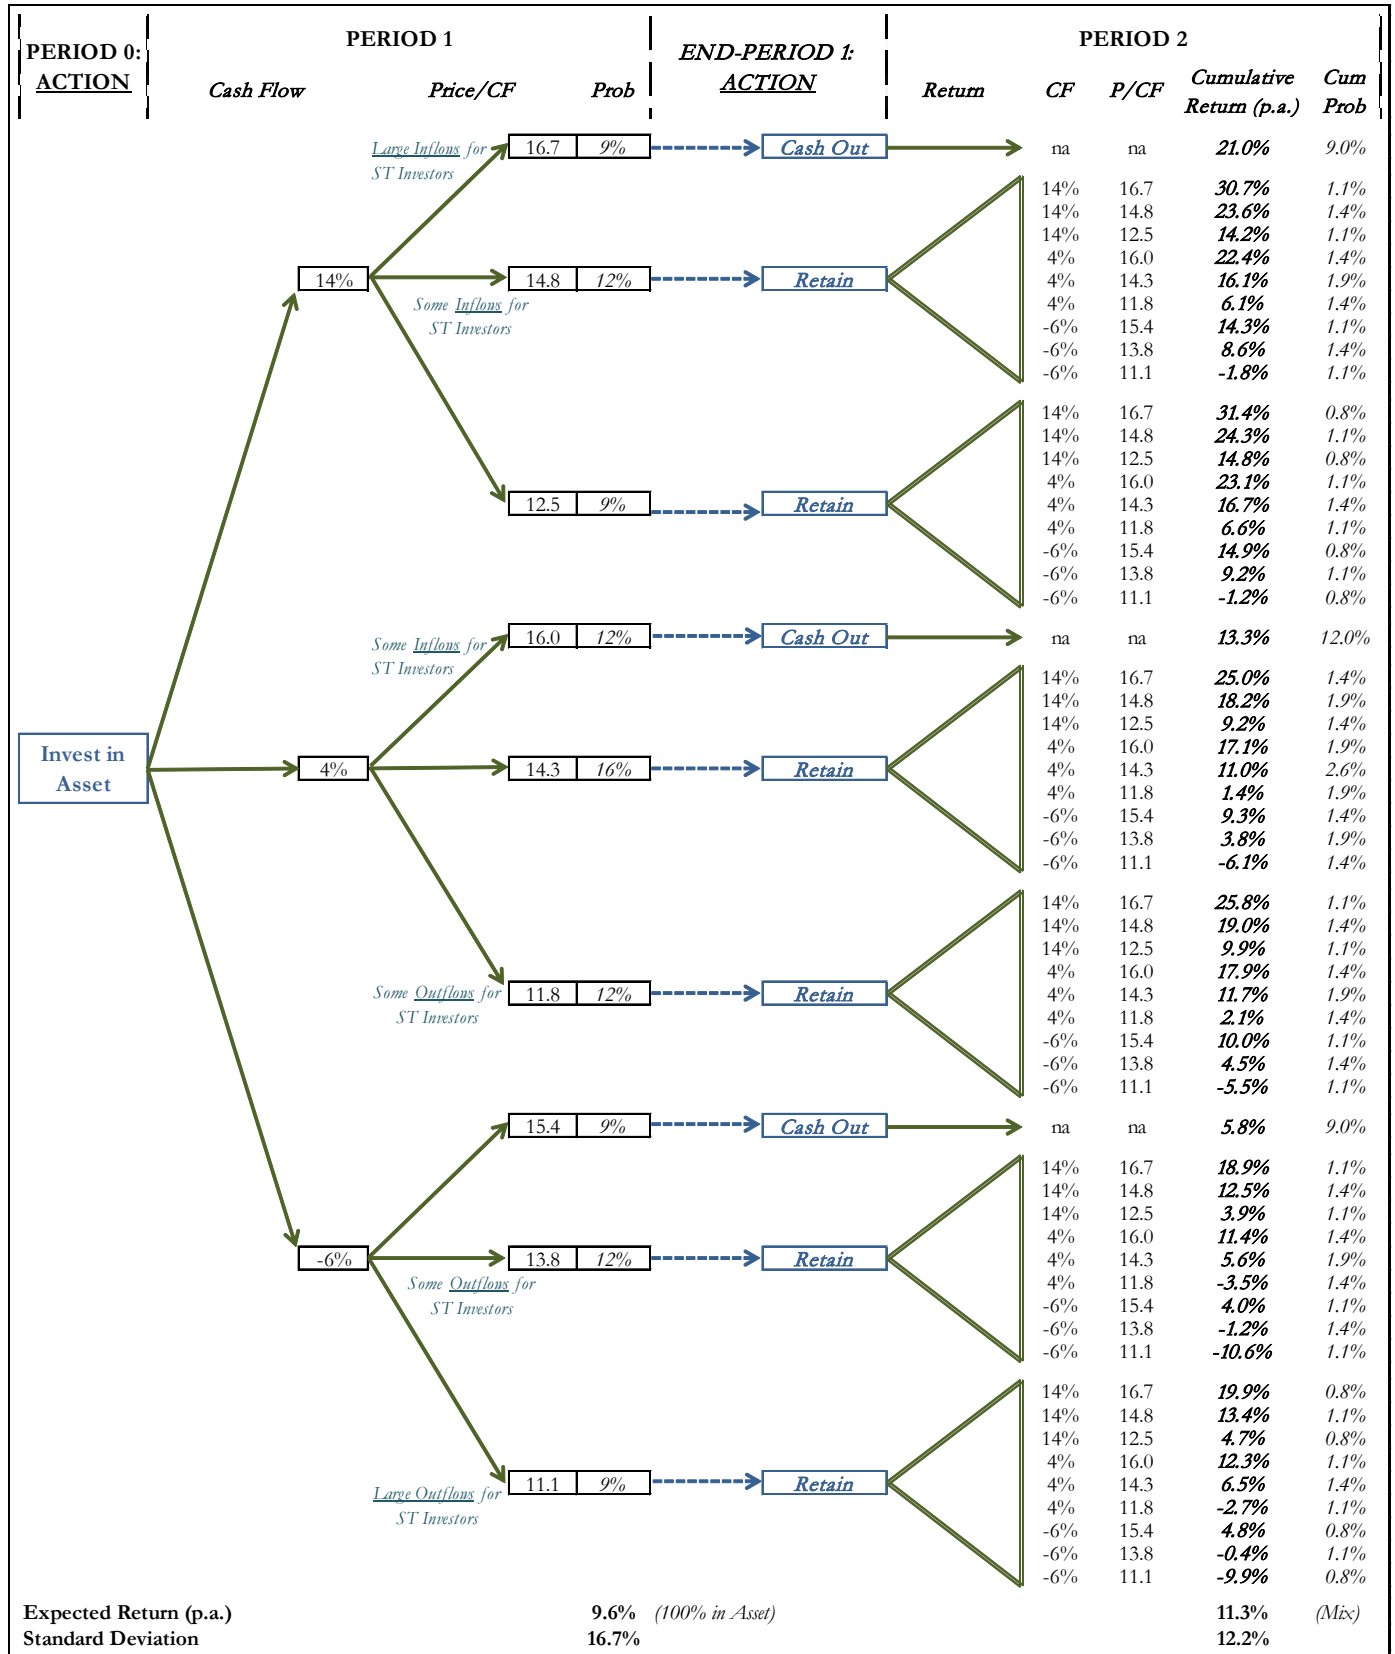 PERIOD 0: PERIOD 1 END-PERIOD 1: PERIOD 2
ACTION Cash Flow Price/CF Prob ACTION Return CF P/CF Cumulative Return (p.a.) Cum Prob
Large Inflows for ST Investors 16.7 9% Cash Out na na 21.0% 9.0%
14% 16.7 30.7% 1.1%
14% 14.8 23.6% 1.4%
14% 12.5 14.2% 1.1%
4% 16.0 22.4% 1.4%
14% 14.8 12% Retain 4% 14.3 16.1% 1.9%
Some Inflows for ST Investors 4% 11.8 6.1% 1.4%
-6% 15.4 14.3% 1.1%
-6% 13.8 8.6% 1.4%
-6% 11.1 -1.8% 1.1%
14% 16.7 31.4% 0.8%
14% 14.8 24.3% 1.1%
14% 12.5 14.8% 0.8%
4% 16.0 23.1% 1.1%
12.5 9% Retain 4% 14.3 16.7% 1.4%
4% 11.8 6.6% 1.1%
-6% 15.4 14.9% 0.8%
-6% 13.8 9.2% 1.1%
-6% 11.1 -1.2% 0.8%
Some Inflows for ST Investors 16.0 12% Cash Out na na 13.3% 12.0%
14% 16.7 25.0% 1.4%
14% 14.8 18.2% 1.9%
14% 12.5 9.2% 1.4%
4% 16.0 17.1% 1.9%
Invest in Asset 4% 14.3 16% Retain 4% 14.3 11.0% 2.6%
4% 11.8 1.4% 1.9%
-6% 15.4 9.3% 1.4%
-6% 13.8 3.8% 1.9%
-6% 11.1 -6.1% 1.4%
14% 16.7 25.8% 1.1%
14% 14.8 19.0% 1.4%
14% 12.5 9.9% 1.1%
4% 16.0 17.9% 1.4%
Some Outflows for ST Investors 11.8 12% Retain 4% 14.3 11.7% 1.9%
4% 11.8 2.1% 1.4%
-6% 15.4 10.0% 1.1%
-6% 13.8 4.5% 1.4%
-6% 11.1 -5.5% 1.1%
15.4 9% Cash Out na na 5.8% 9.0%
14% 16.7 18.9% 1.1%
14% 14.8 12.5% 1.4%
14% 12.5 3.9% 1.1%
4% 16.0 11.4% 1.4%
-6% 13.8 12% Retain 4% 14.3 5.6% 1.9%
Some Outflows for ST Investors 4% 11.8 -3.5% 1.4%
-6% 15.4 4.0% 1.1%
-6% 13.8 -1.2% 1.4%
-6% 11.1 -10.6% 1.1%
14% 16.7 19.9% 0.8%
14% 14.8 13.4% 1.1%
14% 12.5 4.7% 0.8%
4% 16.0 12.3% 1.1%
Large Outflows for ST Investors 11.1 9% Retain 4% 14.3 6.5% 1.4%
4% 11.8 -2.7% 1.1%
-6% 15.4 4.8% 0.8%
-6% 13.8 -0.4% 1.1%
-6% 11.1 -9.9% 0.8%
Expected Return (p.a.) 9.6% (100% in Asset) 11.3% (Mix)
Standard Deviation 16.7% 12.2%